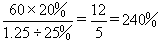 60 × 20% / 1.25 ÷ 25% = 12/5 = 240%